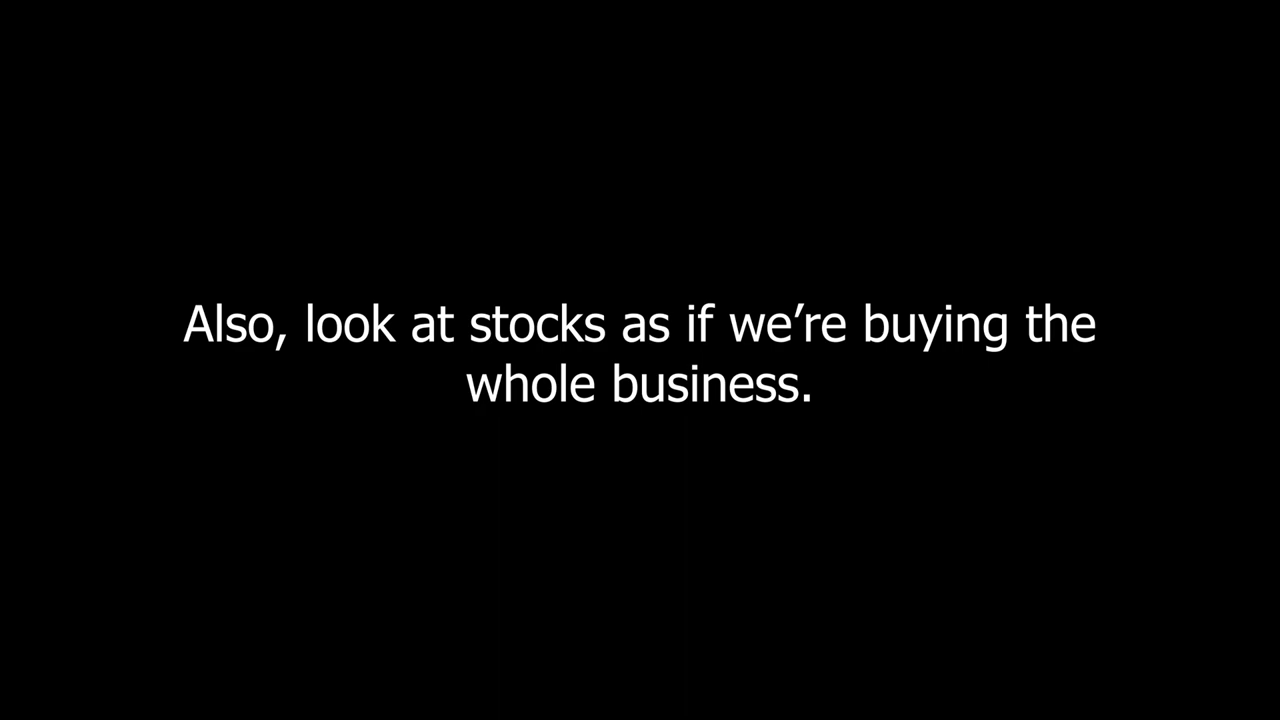 Also, look at stocks as if we’re buying the
whole business.